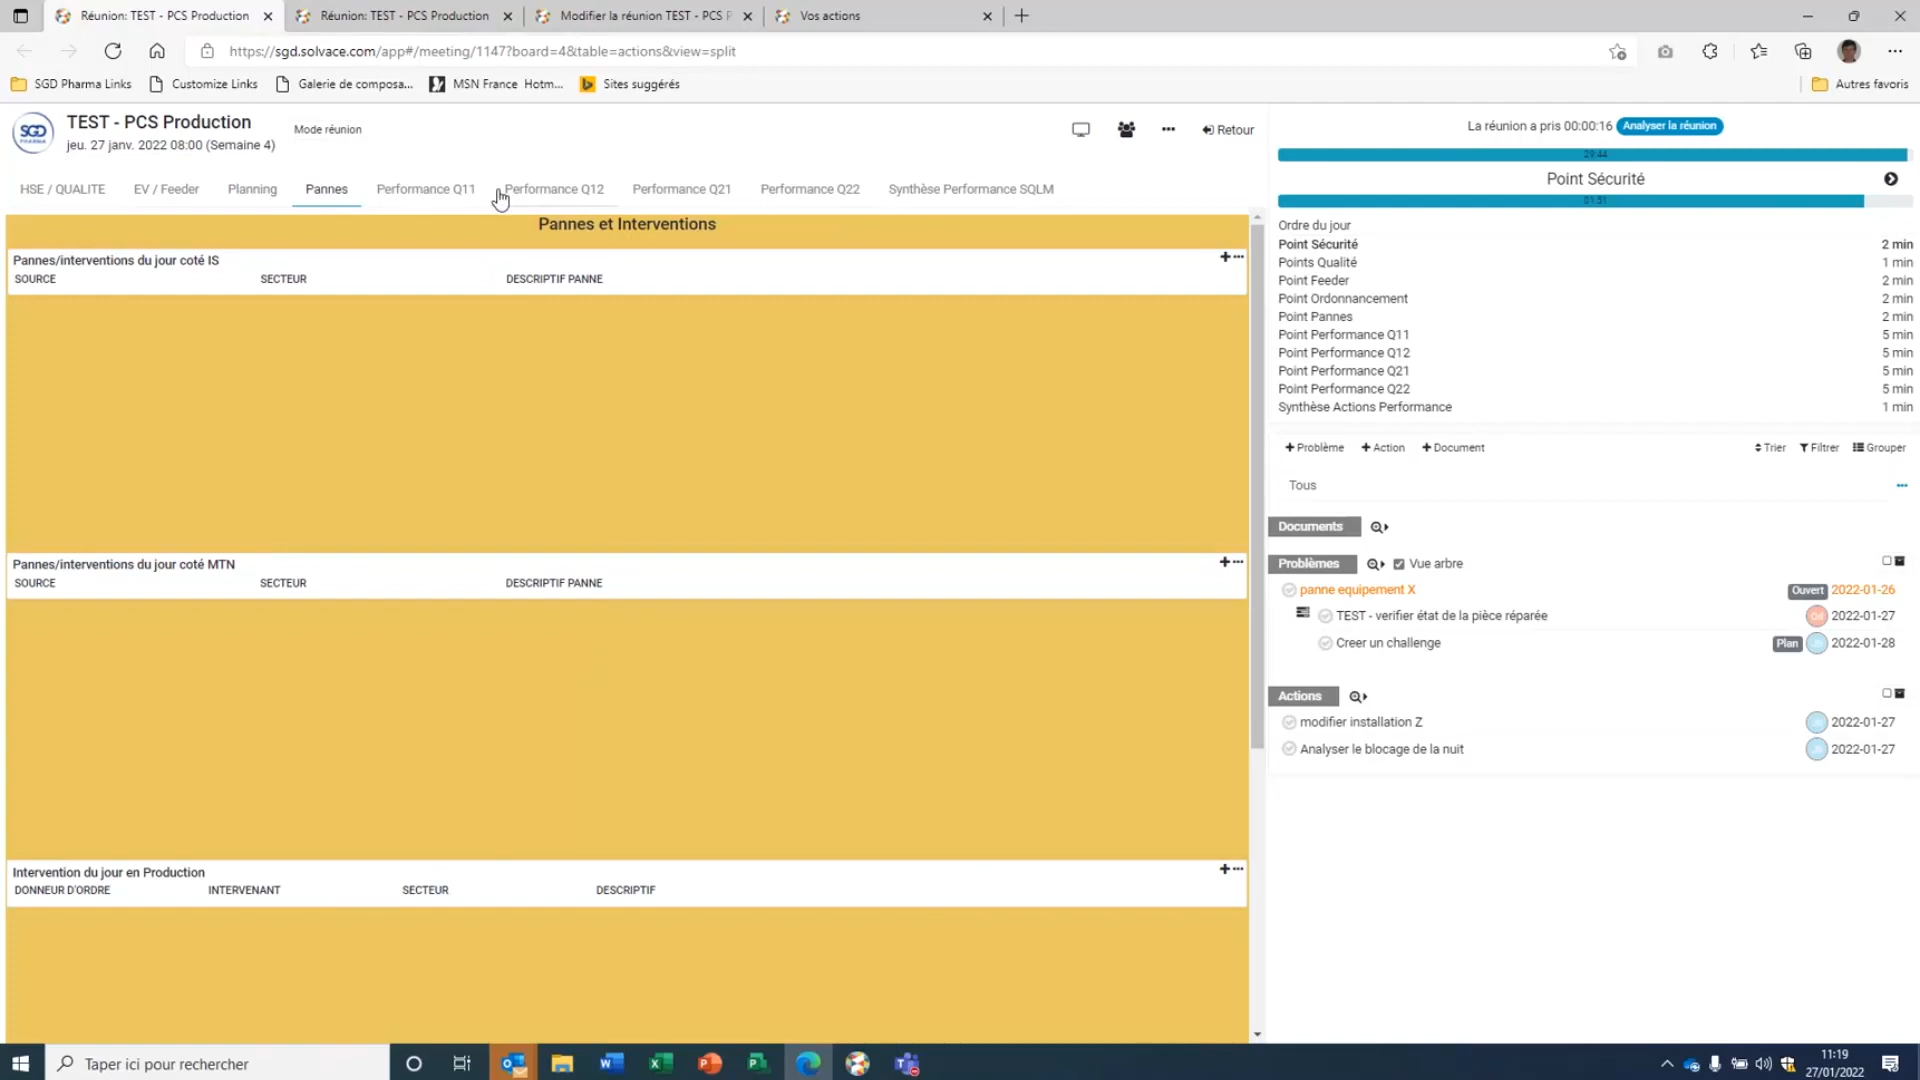 Réunion: TEST - PCS Production
Réunion: TEST - PCS Production
Modifier la réunion TEST - PCS P
Vos actions
https://sgd.solvace.com/app#/meeting/1147?board=4&table=actions&view=split
SGD Pharma Links
Customize Links
Galerie de composa...
MSN France Hotm...
Sites suggérés
Autres favoris
SGD
PHARMA
TEST - PCS Production
jeu. 27 janv. 2022 08:00 (Semaine 4)
Mode réunion
Retour
HSE / QUALITE
EV / Feeder
Planning
Pannes
Performance Q11
Performance Q12
Performance Q21
Performance Q22
Synthèse Performance SQLM
Pannes et Interventions
Pannes/interventions du jour coté IS
SOURCE SECTEUR DESCRIPTIF PANNE
Pannes/interventions du jour coté MTN
SOURCE SECTEUR DESCRIPTIF PANNE
Intervention du jour en Production
DONNEUR D'ORDRE INTERVENANT SECTEUR DESCRIPTIF
La réunion a pris 00:00:16 Analyser la réunion
29:44
Point Sécurité
01:51
Ordre du jour
Point Sécurité 2 min
Points Qualité 1 min
Point Feeder 2 min
Point Ordonnancement 2 min
Point Pannes 2 min
Point Performance Q11 5 min
Point Performance Q12 5 min
Point Performance Q21 5 min
Point Performance Q22 5 min
Synthèse Actions Performance 1 min
Problème Action Document Trier Filtrer Grouper
Tous
Documents
Problèmes Vue arbre
panne equipement X Ouvert 2022-01-26
TEST - verifier état de la pièce réparée 2022-01-27
Creer un challenge Plan 2022-01-28
Actions
modifier installation Z 2022-01-27
Analyser le blocage de la nuit 2022-01-27
Taper ici pour rechercher
11:19
27/01/2022